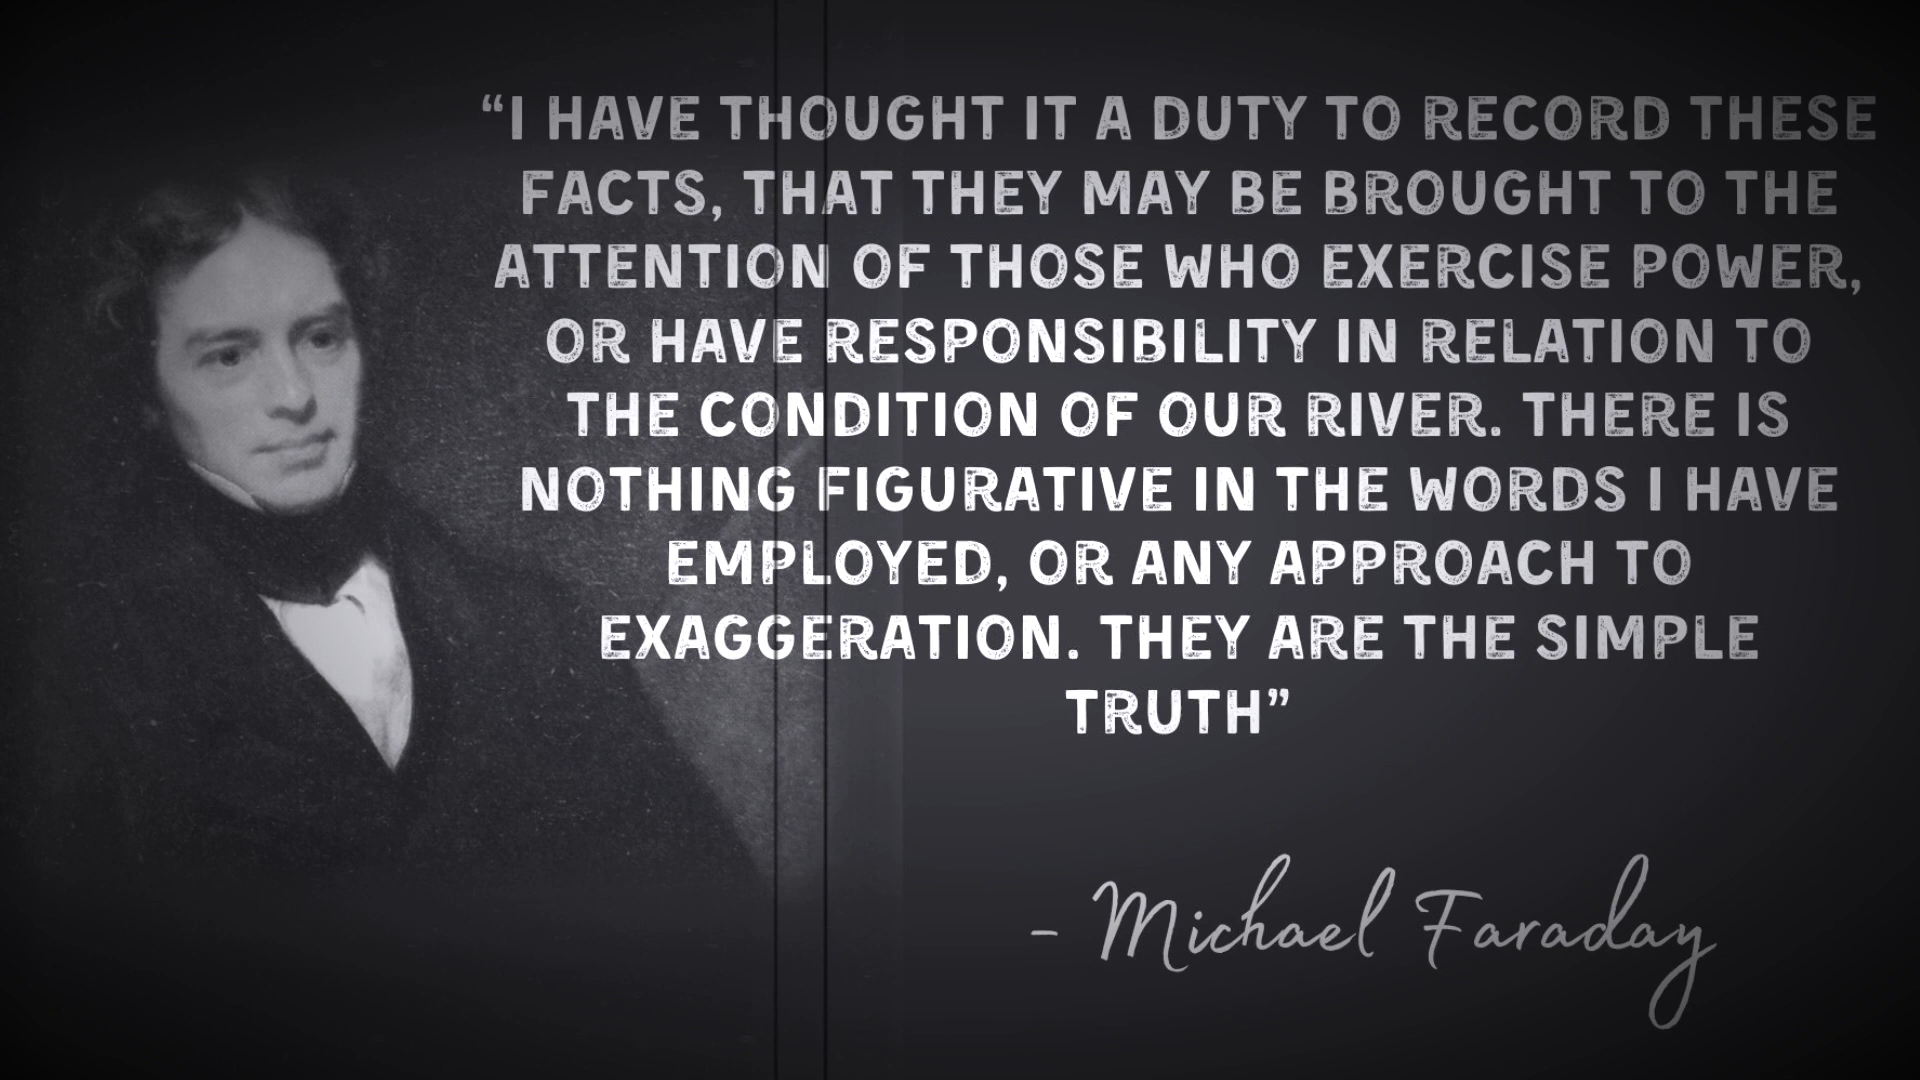 “I HAVE THOUGHT IT A DUTY TO RECORD THESE
FACTS, THAT THEY MAY BE BROUGHT TO THE
ATTENTION OF THOSE WHO EXERCISE POWER,
OR HAVE RESPONSIBILITY IN RELATION TO
THE CONDITION OF OUR RIVER. THERE IS
NOTHING FIGURATIVE IN THE WORDS I HAVE
EMPLOYED, OR ANY APPROACH TO
EXAGGERATION. THEY ARE THE SIMPLE
TRUTH”
- Michael Faraday